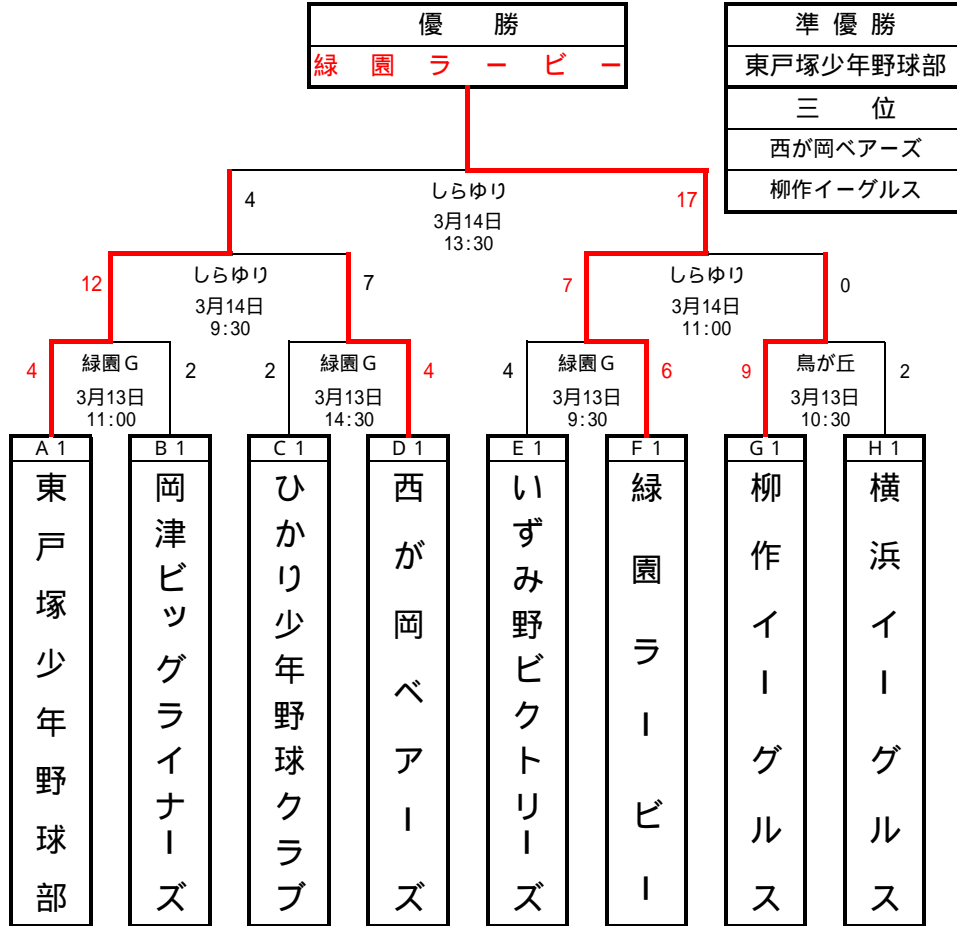 優 勝
緑園ラービー
準優勝
東戸塚少年野球部
三 位
西が岡ベアーズ
柳作イーグルス
4
しらゆり
3月14日
13:30
17
12
しらゆり
3月14日
9:30
7
7
しらゆり
3月14日
11:00
0
4
緑園G
3月13日
11:00
2
2
緑園G
3月13日
14:30
4
4
緑園G
3月13日
9:30
6
9
鳥が丘
3月13日
10:30
2
A1
東戸塚少年野球部
B1
岡津ビッグライナーズ
C1
ひかり少年野球クラブ
D1
西が岡ベアーズ
E1
いずみ野ビクトリーズ
F1
緑園ラービー
G1
柳作イーグルス
H1
横浜イーグルス